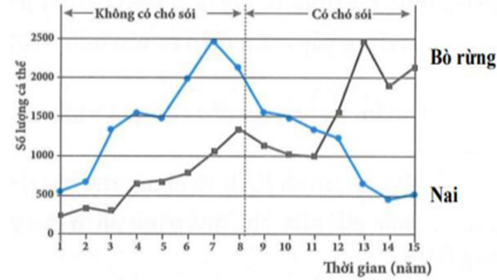 Không có chó sói
Có chó sói
Số lượng cá thể
2500
2000
1500
1000
500
0
Bò rừng
Nai
1 2 3 4 5 6 7 8 9 10 11 12 13 14 15
Thời gian (năm)